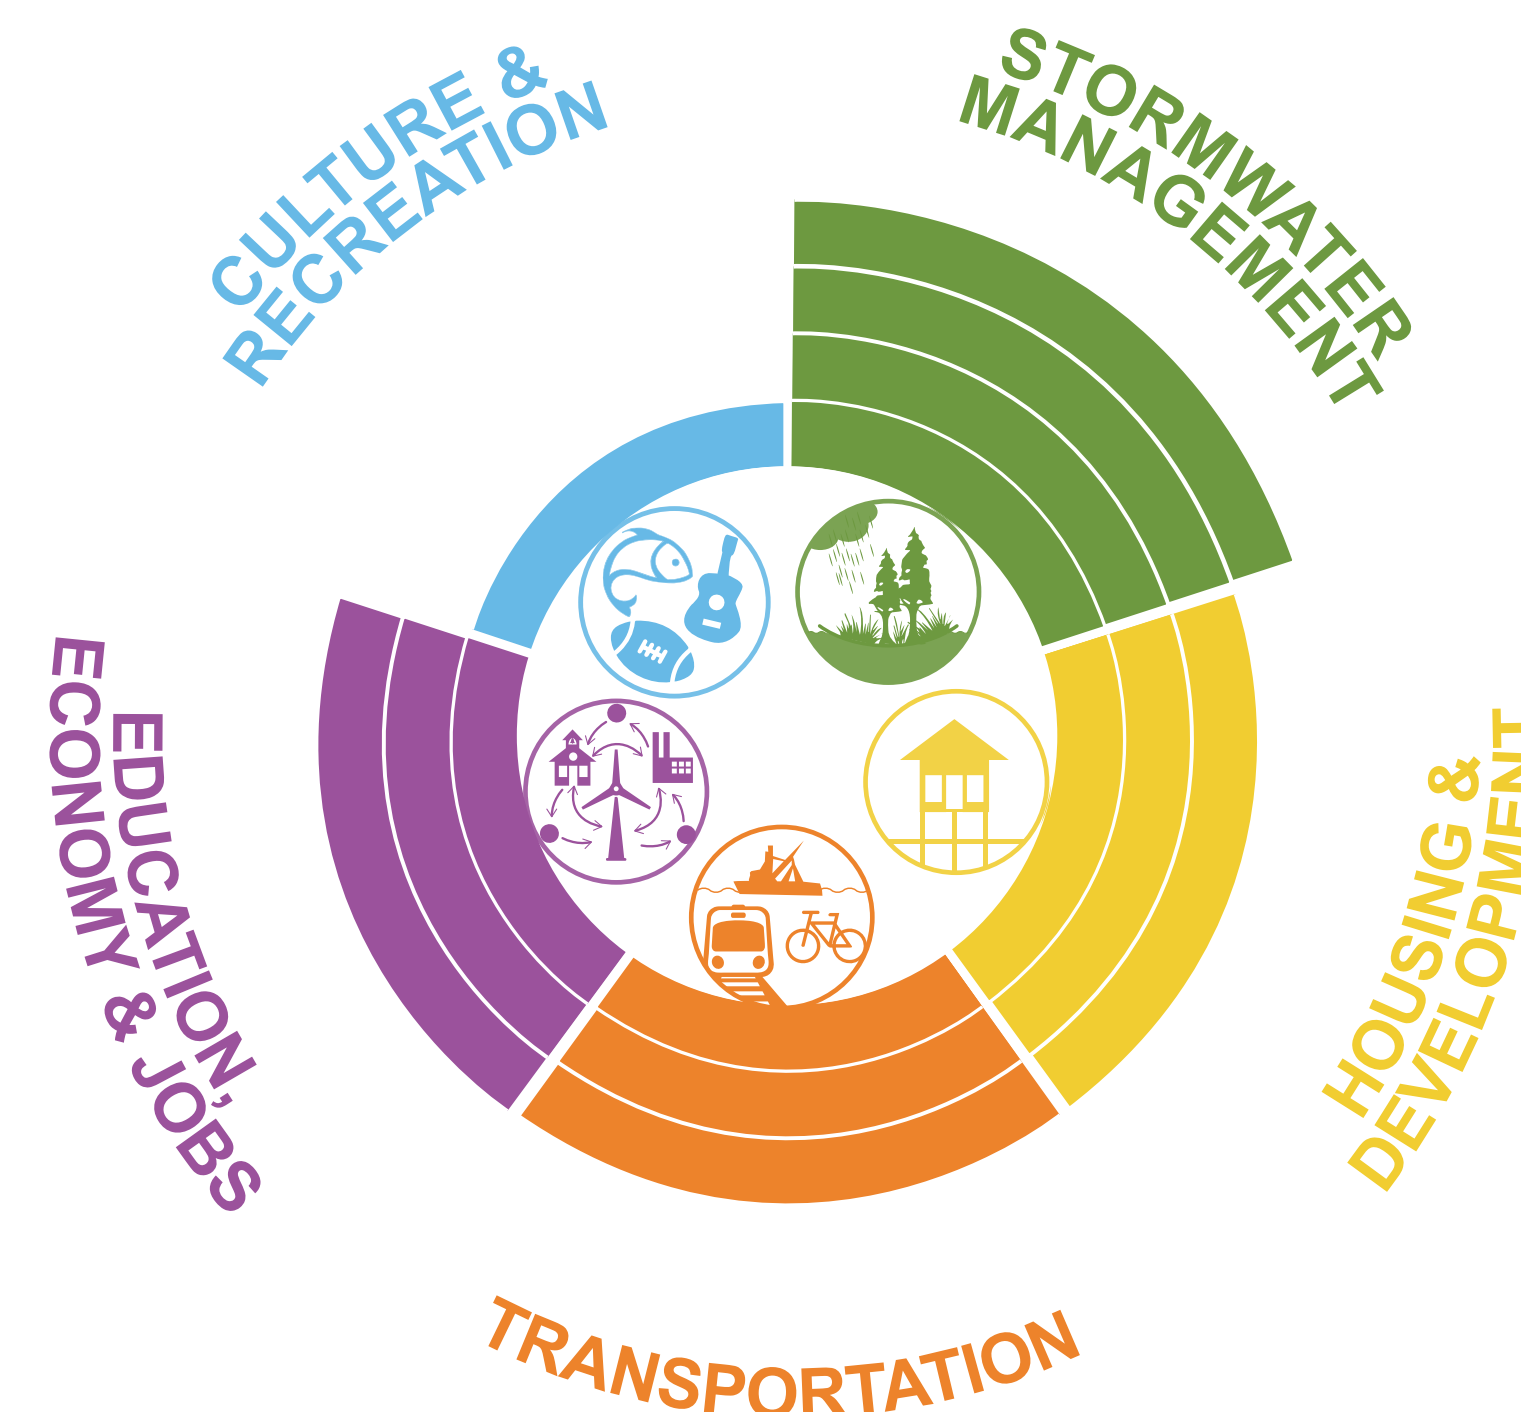 CULTURE &
RECREATION
STORMWATER
MANAGEMENT
EDUCATION,
ECONOMY & JOBS
HOUSING &
DEVELOPMENT
TRANSPORTATION